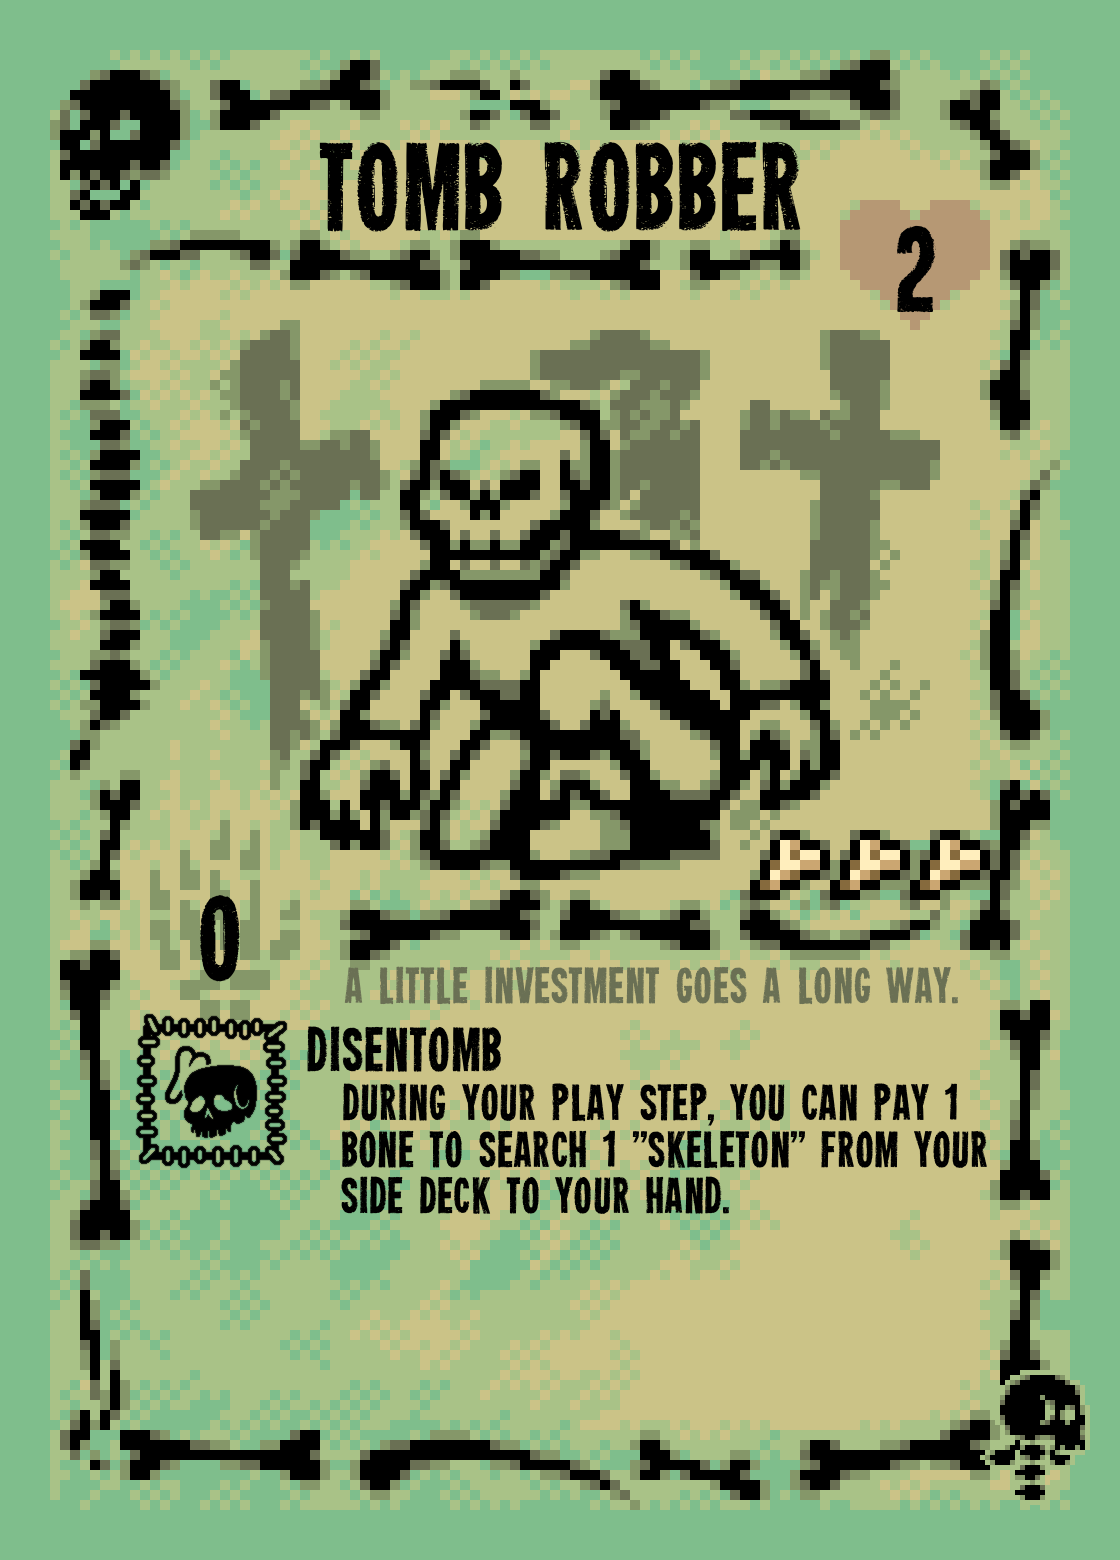 TOMB ROBBER
2
0
A LITTLE INVESTMENT GOES A LONG WAY.
DISENTOMB
DURING YOUR PLAY STEP, YOU CAN PAY 1
BONE TO SEARCH 1 "SKELETON" FROM YOUR
SIDE DECK TO YOUR HAND.